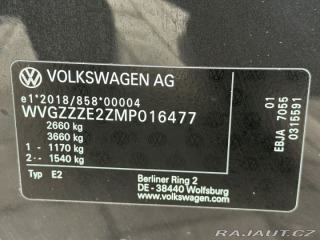 VOLKSWAGEN AG
e1*2018/858*00004
WVGZZZE2ZMP016477
2660 kg
3660 kg
1 - 1170 kg
2 - 1540 kg
Typ E2
Berliner Ring 2
DE - 38440 Wolfsburg
www.volkswagen.com
01
EBJA 7055
0315591
RAJAUT.CZ